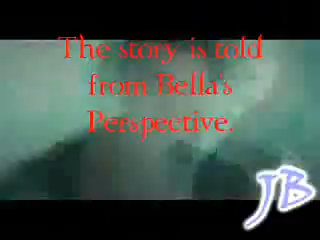 The story is told
from Bella's
Perspective.
JB